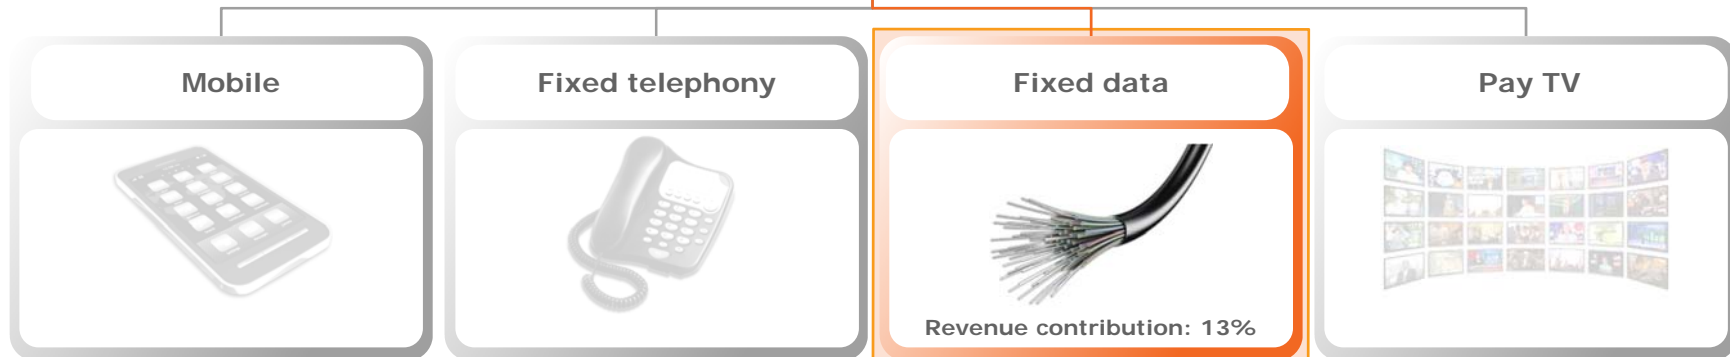 Mobile
Fixed telephony
Fixed data
Pay TV
Revenue contribution: 13%